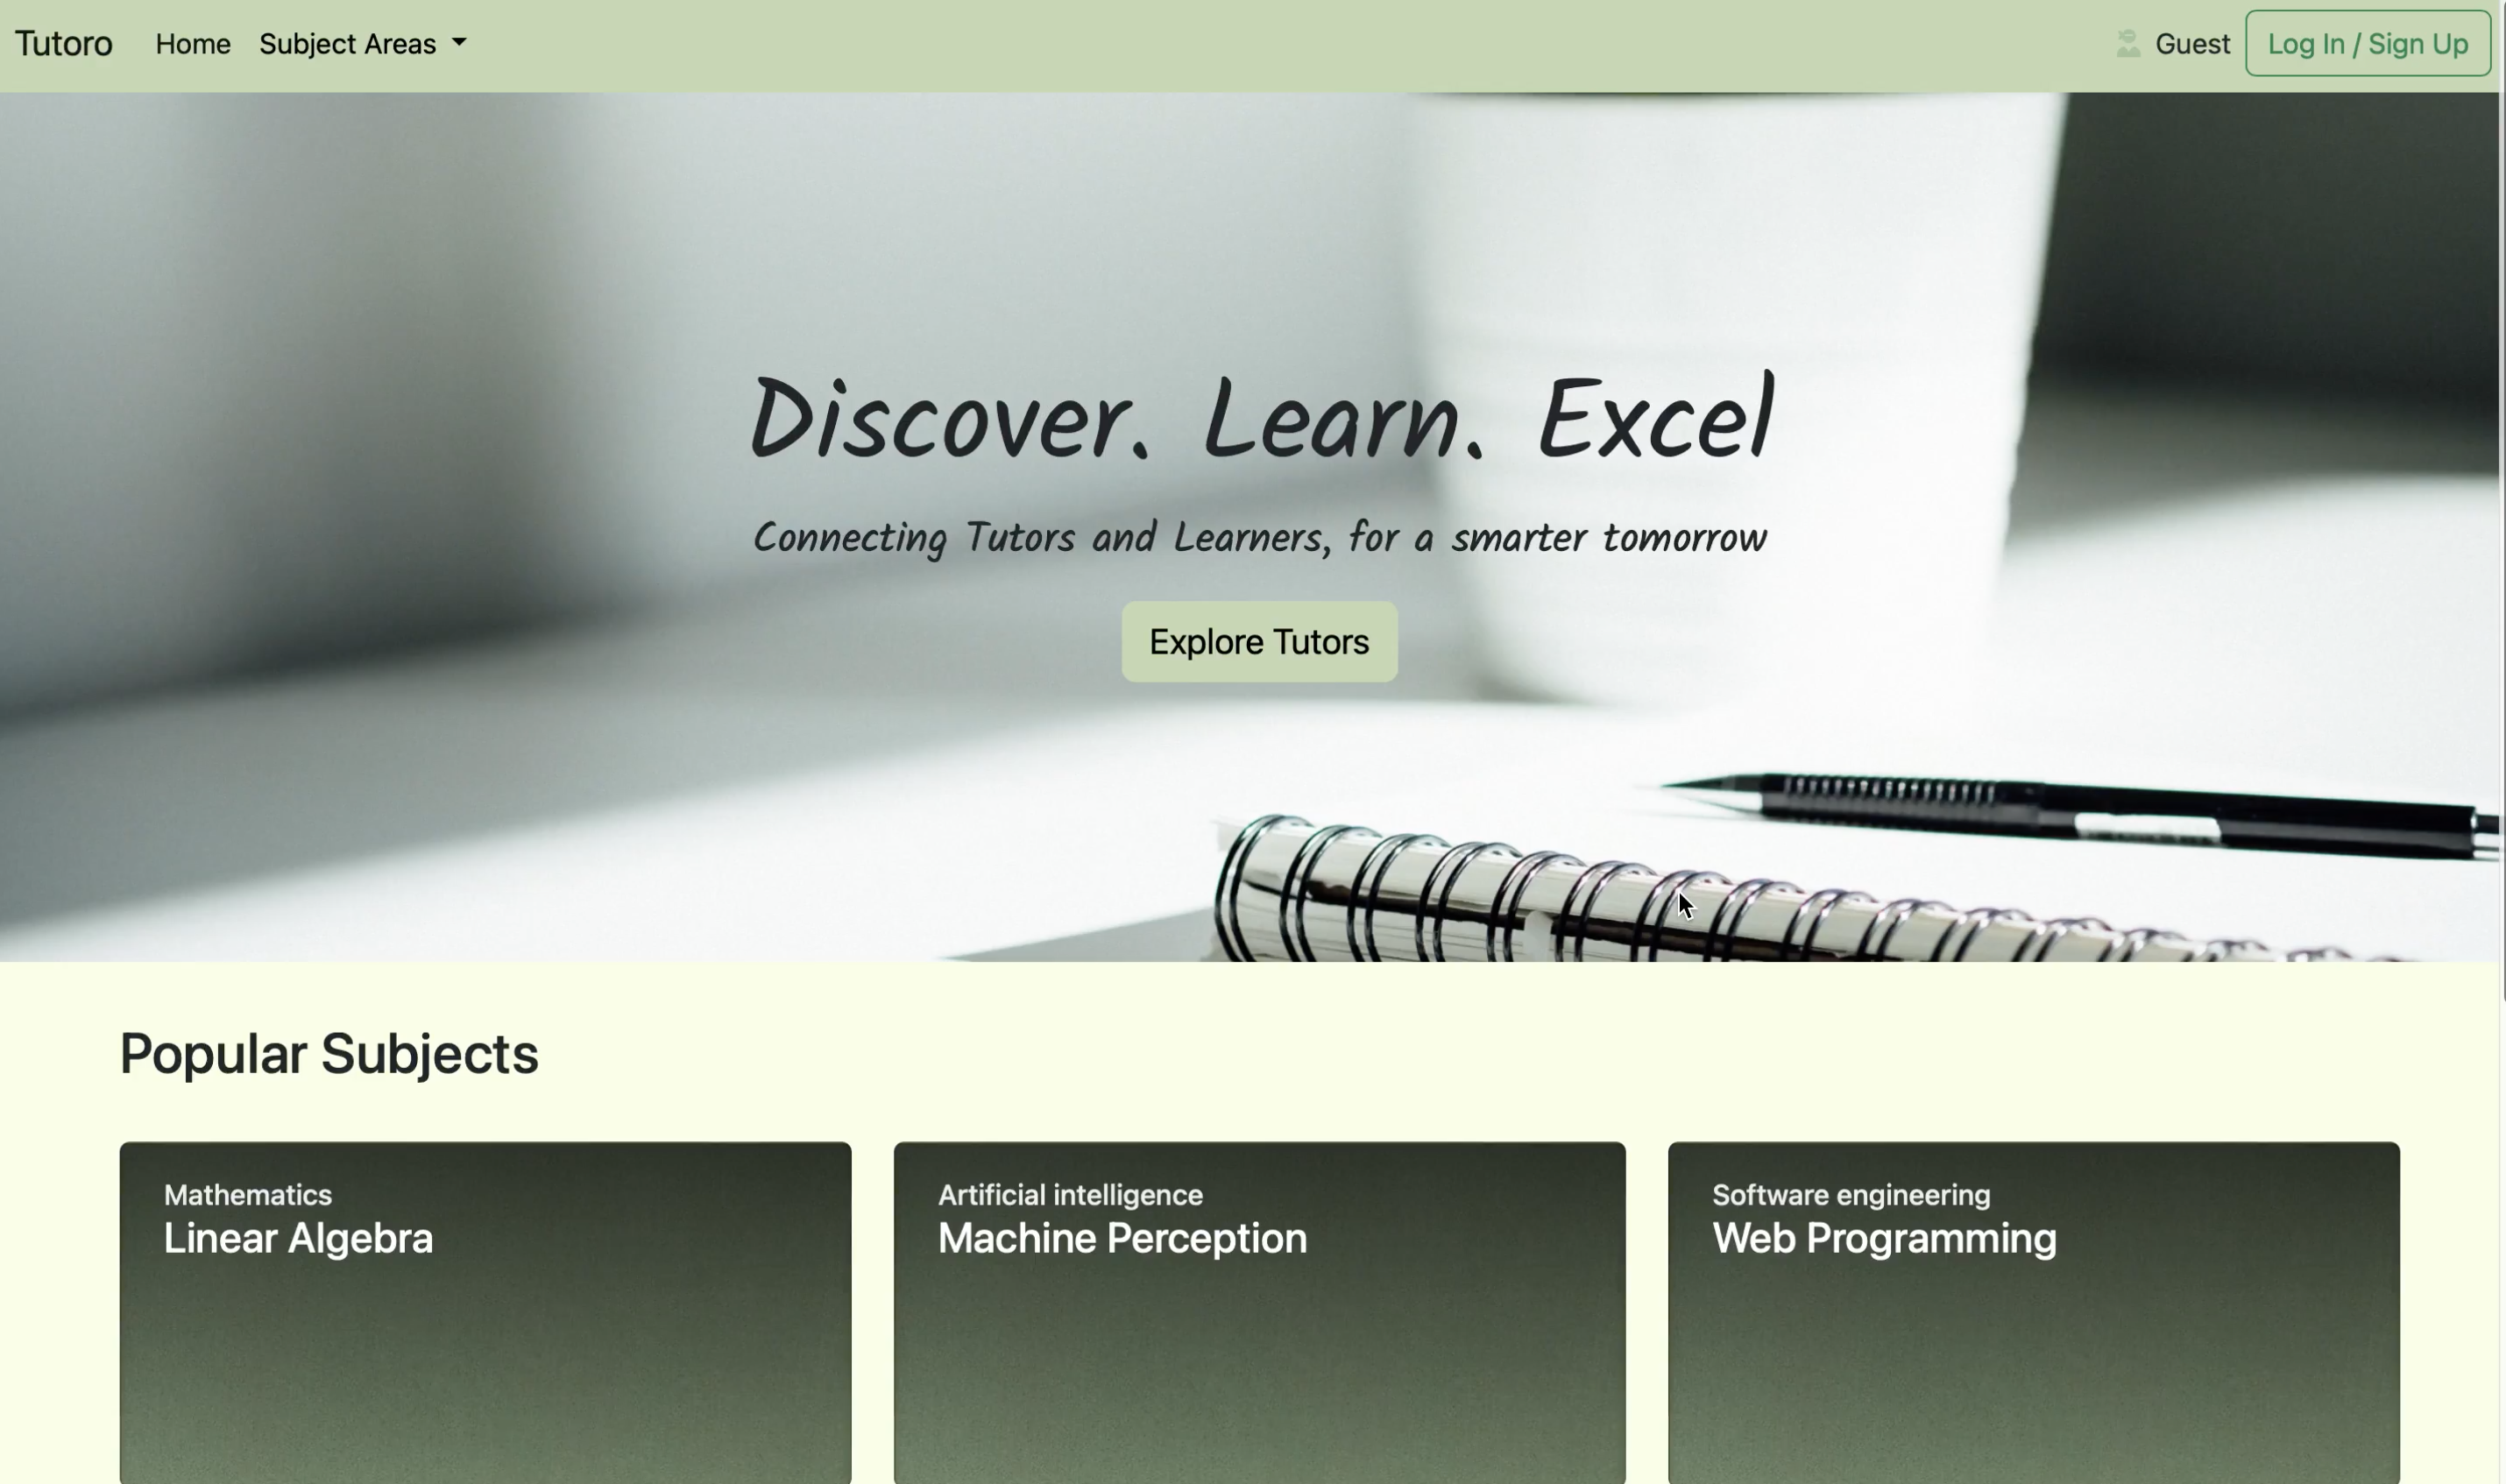 Tutoro Home Subject Areas Guest Log In / Sign Up
Discover. Learn. Excel
Connecting Tutors and Learners, for a smarter tomorrow
Explore Tutors
Popular Subjects
Mathematics
Linear Algebra
Artificial intelligence
Machine Perception
Software engineering
Web Programming